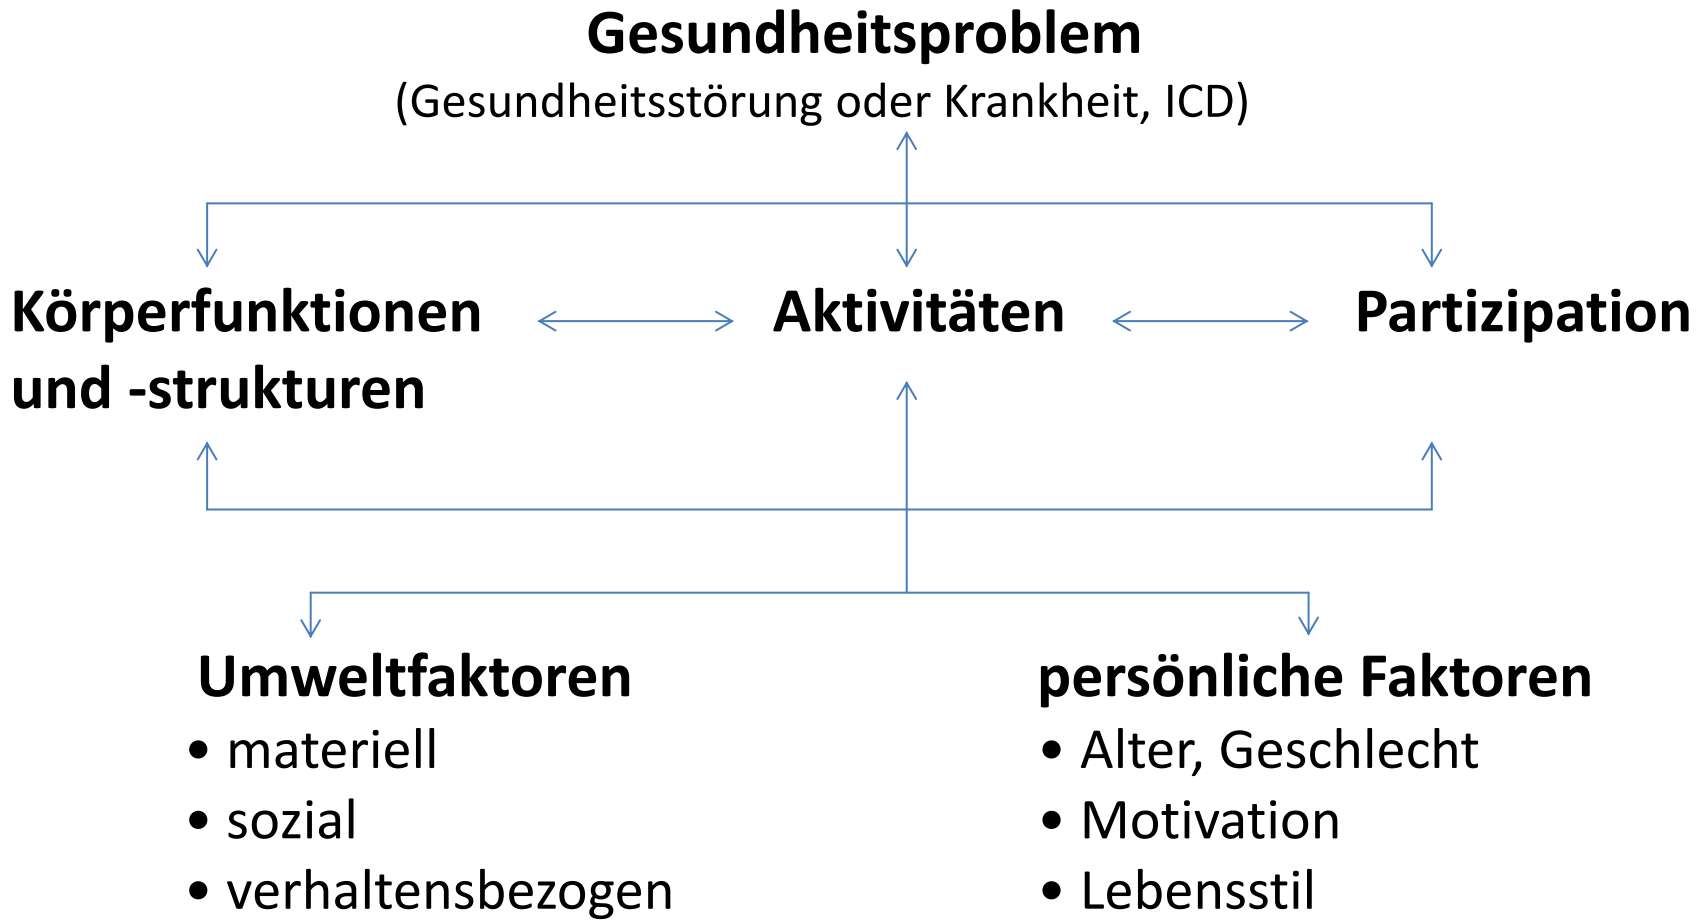 Gesundheitsproblem
(Gesundheitsstörung oder Krankheit, ICD)
Körperfunktionen
und -strukturen
Aktivitäten
Partizipation
Umweltfaktoren
• materiell
• sozial
• verhaltensbezogen
persönliche Faktoren
• Alter, Geschlecht
• Motivation
• Lebensstil